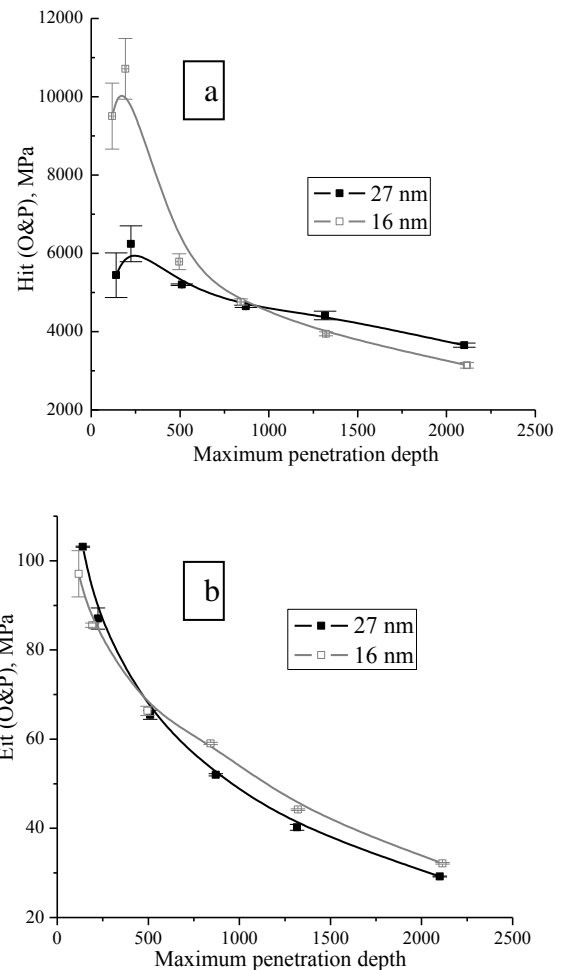 12000
10000
8000
6000
4000
2000
Hit (O&P), MPa
a
27 nm
16 nm
0 500 1000 1500 2000 2500
Maximum penetration depth
100
80
60
40
20
Eit (O&P), MPa
b
27 nm
16 nm
0 500 1000 1500 2000 2500
Maximum penetration depth